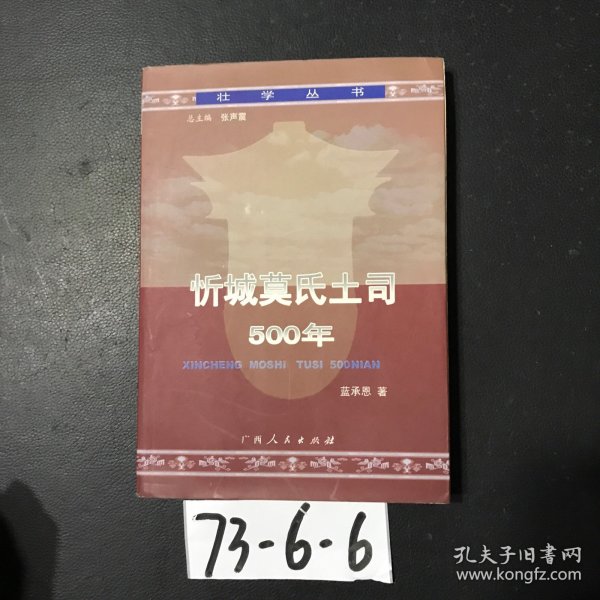 壮学丛书
总主编 张声震
忻城莫氏土司
500年
XINCHENG MOSHI TUSI 500NIAN
蓝承恩 著
广西人民出版社
73-6-6
孔夫子旧书网
www.kongfz.com